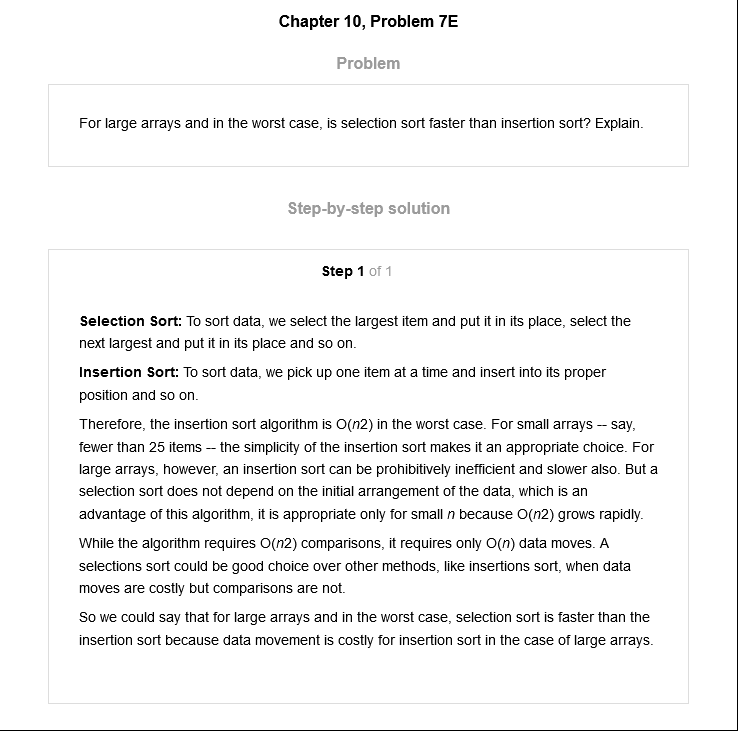 Chapter 10, Problem 7E
Problem
For large arrays and in the worst case, is selection sort faster than insertion sort? Explain.
Step-by-step solution
Step 1 of 1
Selection Sort: To sort data, we select the largest item and put it in its place, select the
next largest and put it in its place and so on.
Insertion Sort: To sort data, we pick up one item at a time and insert into its proper
position and so on.
Therefore, the insertion sort algorithm is O(n2) in the worst case. For small arrays -- say,
fewer than 25 items -- the simplicity of the insertion sort makes it an appropriate choice. For
large arrays, however, an insertion sort can be prohibitively inefficient and slower also. But a
selection sort does not depend on the initial arrangement of the data, which is an
advantage of this algorithm, it is appropriate only for small n because O(n2) grows rapidly.
While the algorithm requires O(n2) comparisons, it requires only O(n) data moves. A
selections sort could be good choice over other methods, like insertions sort, when data
moves are costly but comparisons are not.
So we could say that for large arrays and in the worst case, selection sort is faster than the
insertion sort because data movement is costly for insertion sort in the case of large arrays.